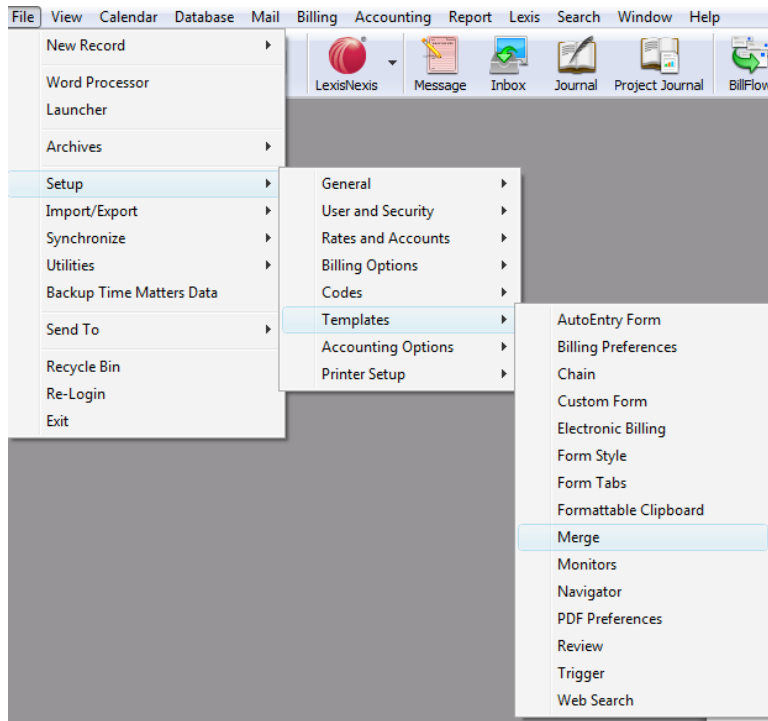 File View Calendar Database Mail Billing Accounting Report Lexis Search Window Help
LexisNexis Message Inbox Journal Project Journal BillFlow
New Record
Word Processor
Launcher
Archives
Setup
Import/Export
Synchronize
Utilities
Backup Time Matters Data
Send To
Recycle Bin
Re-Login
Exit
General
User and Security
Rates and Accounts
Billing Options
Codes
Templates
Accounting Options
Printer Setup
AutoEntry Form
Billing Preferences
Chain
Custom Form
Electronic Billing
Form Style
Form Tabs
Formattable Clipboard
Merge
Monitors
Navigator
PDF Preferences
Review
Trigger
Web Search